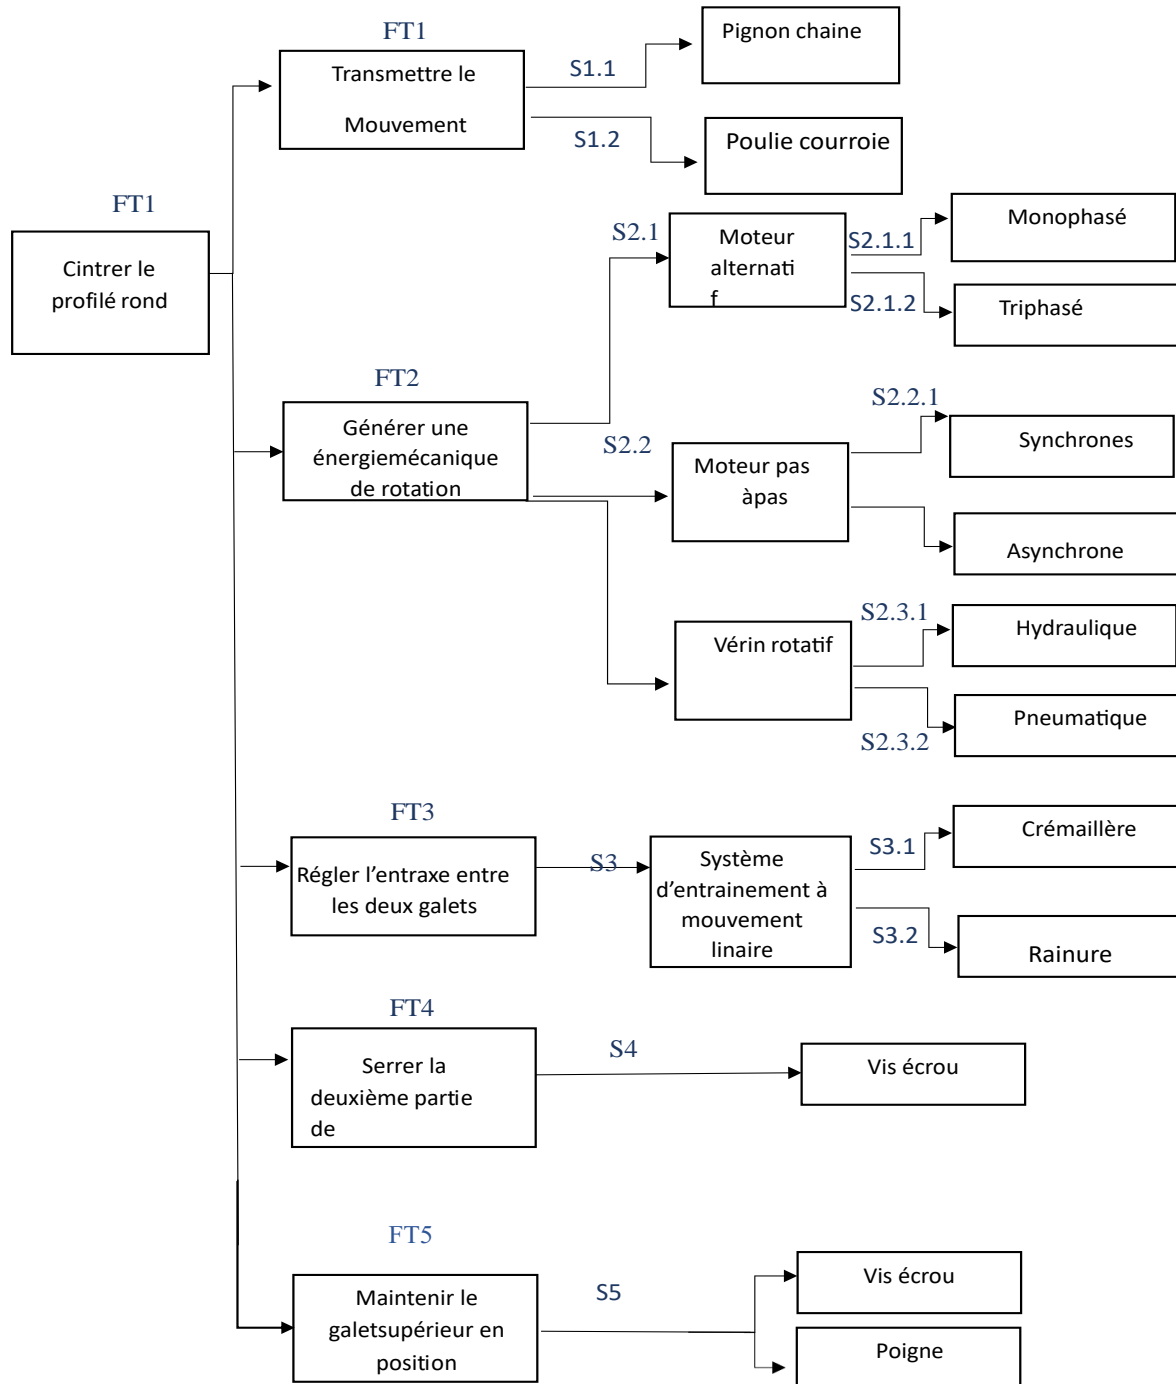 FT1
Cintrer le
profilé rond
FT1
Transmettre le
Mouvement
S1.1
Pignon chaine
S1.2
Poulie courroie
FT2
Générer une
énergiemécanique
de rotation
S2.1
Moteur
alternati
f
S2.1.1
Monophasé
S2.1.2
Triphasé
S2.2
Moteur pas
àpas
S2.2.1
Synchrones
Asynchrone
Vérin rotatif
S2.3.1
Hydraulique
S2.3.2
Pneumatique
FT3
Régler l’entraxe entre
les deux galets
S3
Système
d’entrainement à
mouvement
linaire
S3.1
Crémaillère
S3.2
Rainure
FT4
Serrer la
deuxième partie
de
S4
Vis écrou
FT5
Maintenir le
galetsupérieur en
position
S5
Vis écrou
Poigne